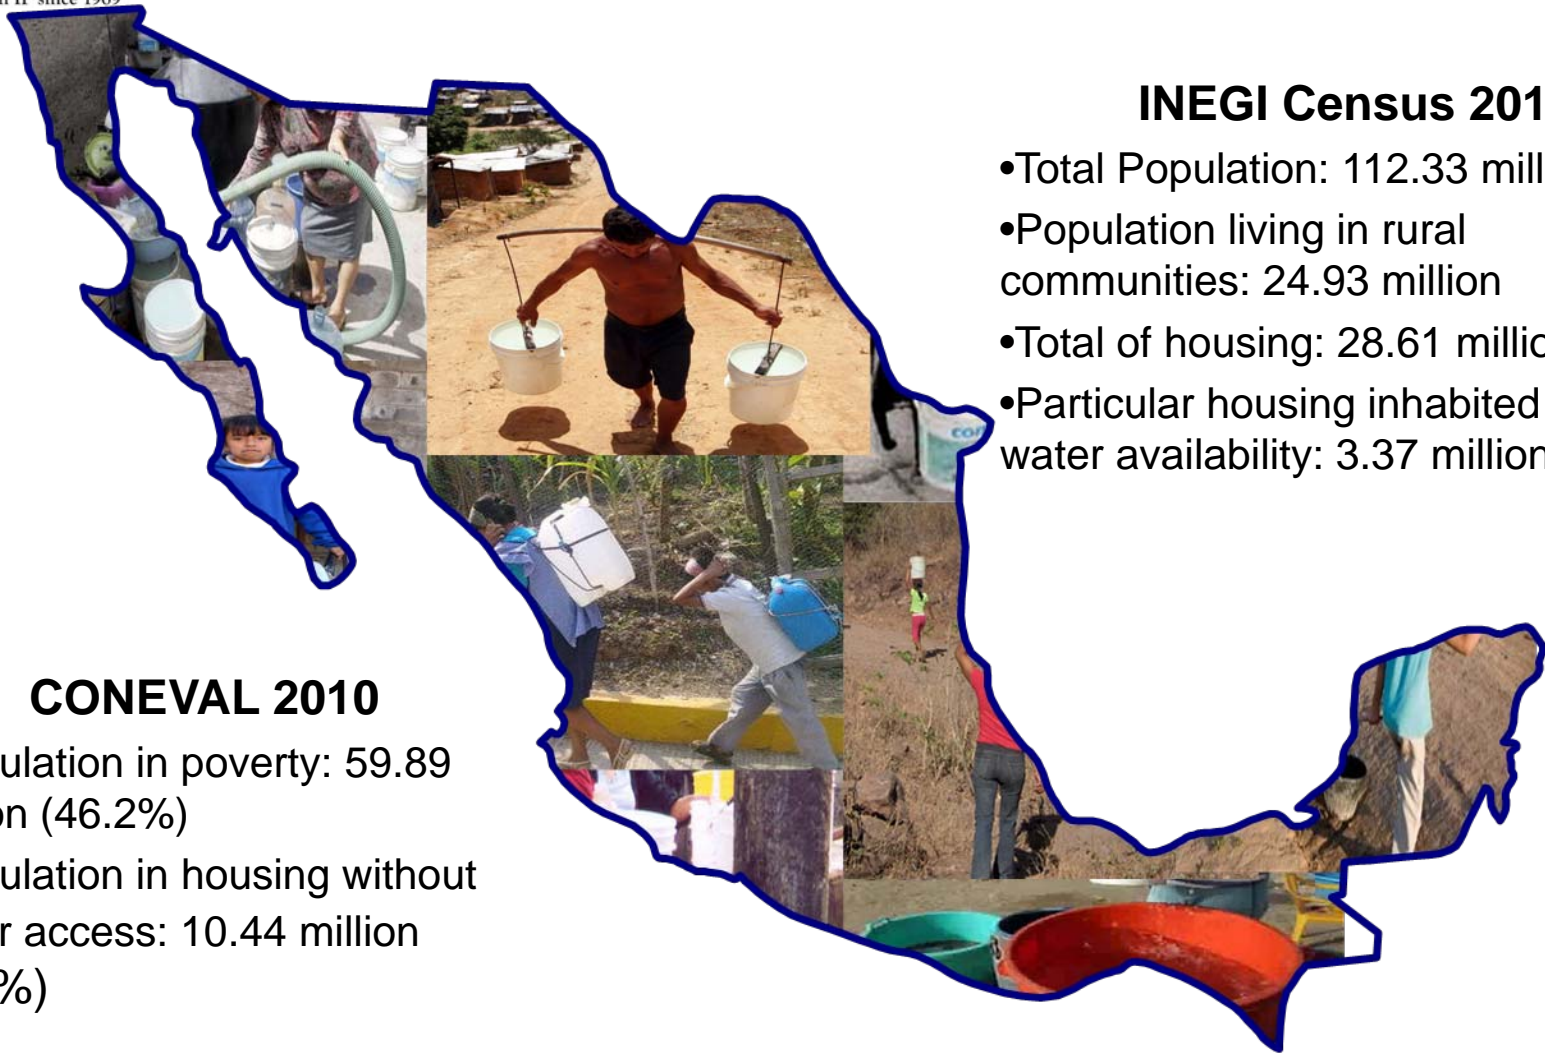 since 1969
INEGI Census 201
•Total Population: 112.33 mill
•Population living in rural
communities: 24.93 million
•Total of housing: 28.61 millio
•Particular housing inhabited
water availability: 3.37 million
CONEVAL 2010
ulation in poverty: 59.89
on (46.2%)
ulation in housing without
r access: 10.44 million
%)